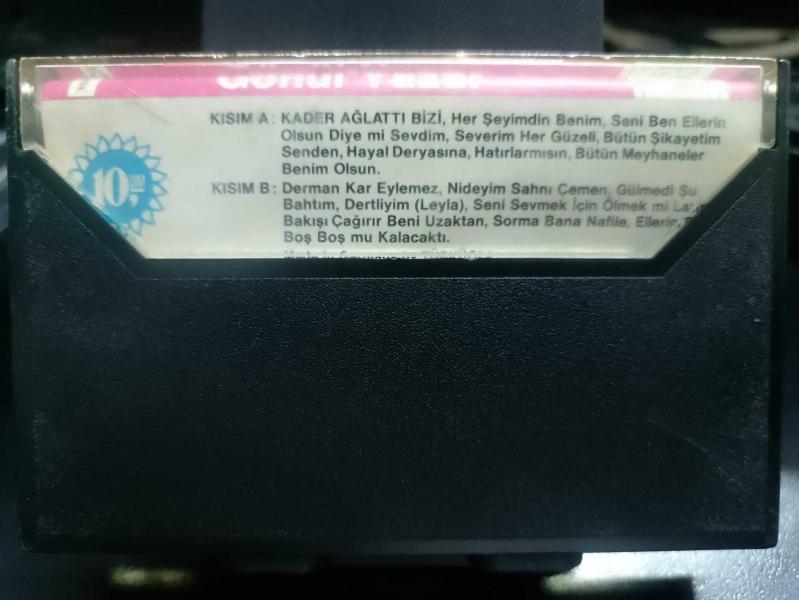 KISIM A: KADER AĞLATTI BİZİ, Her Şeyimdin Benim, Seni Ben Ellerin
Olsun Diye mi Sevdim, Severim Her Güzeli, Bütün Şikayetim
Senden, Hayal Deryasına, Hatırlarmısın, Bütün Meyhaneler
Benim Olsun.
10,
KISIM B: Derman Kar Eylemez, Nideyim Sahnı Çemen, Gülmedi Şu
Bahtım, Dertliyim (Leyla), Seni Sevmek İçin Ölmek mi
Bakışı Çağırır Beni Uzaktan, Sorma Bana Nafile, Ellerin,
Boş Boş mu Kalacaktı.